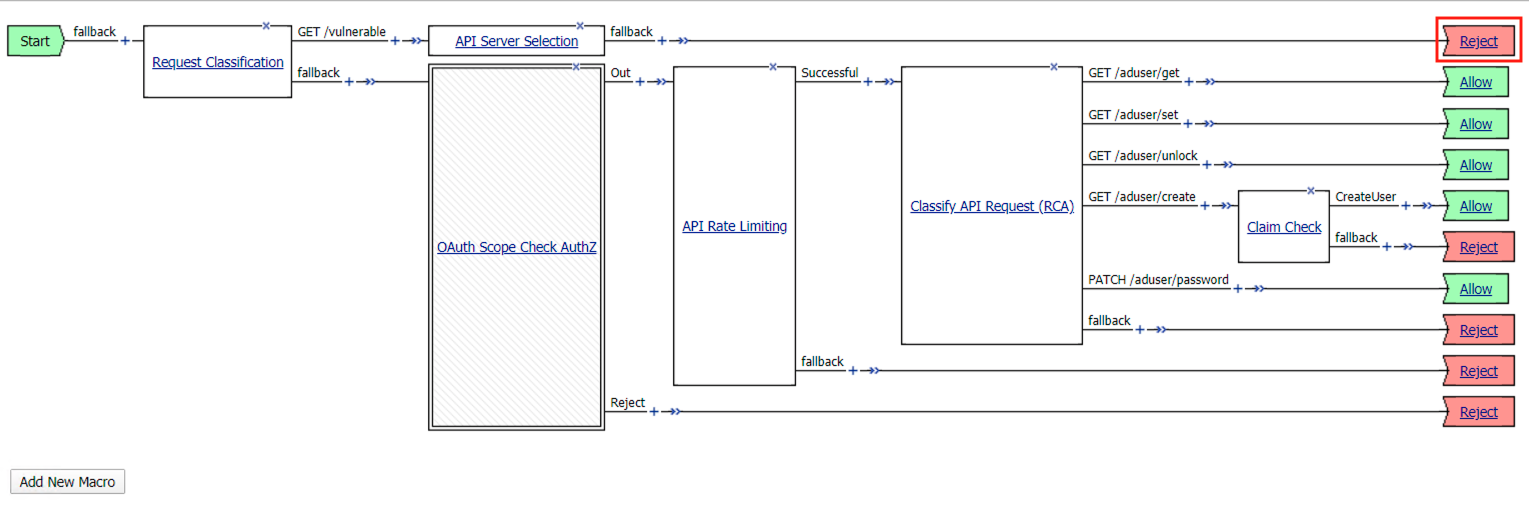 Start
fallback
Request Classification
GET /vulnerable
API Server Selection
fallback
Reject
fallback
OAuth Scope Check AuthZ
Out
API Rate Limiting
Successful
Classify API Request (RCA)
GET /aduser/get
Allow
GET /aduser/set
Allow
GET /aduser/unlock
Allow
GET /aduser/create
Claim Check
CreateUser
Allow
fallback
Reject
PATCH /aduser/password
Allow
fallback
Reject
fallback
Reject
Reject
Reject
Add New Macro